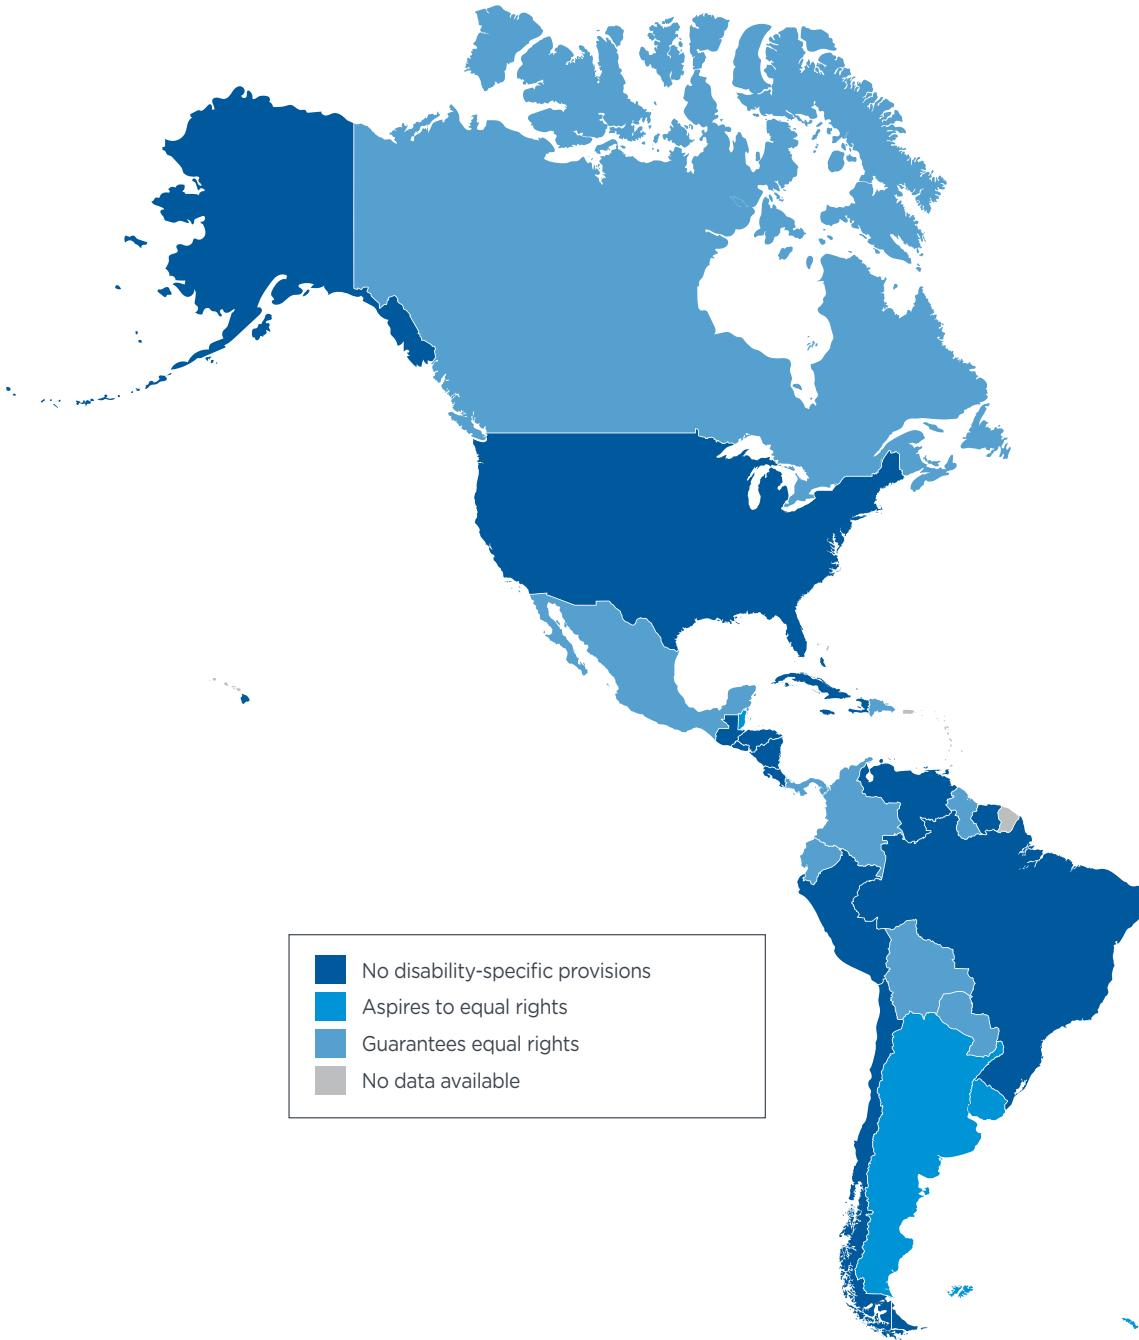 No disability-specific provisions
Aspires to equal rights
Guarantees equal rights
No data available